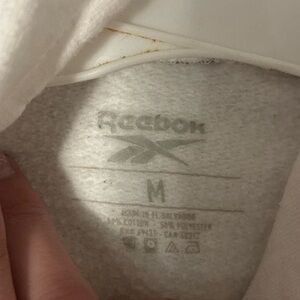 Reebok
M
MADE IN EL SALVADOR
50% COTTON - 50% POLYESTER